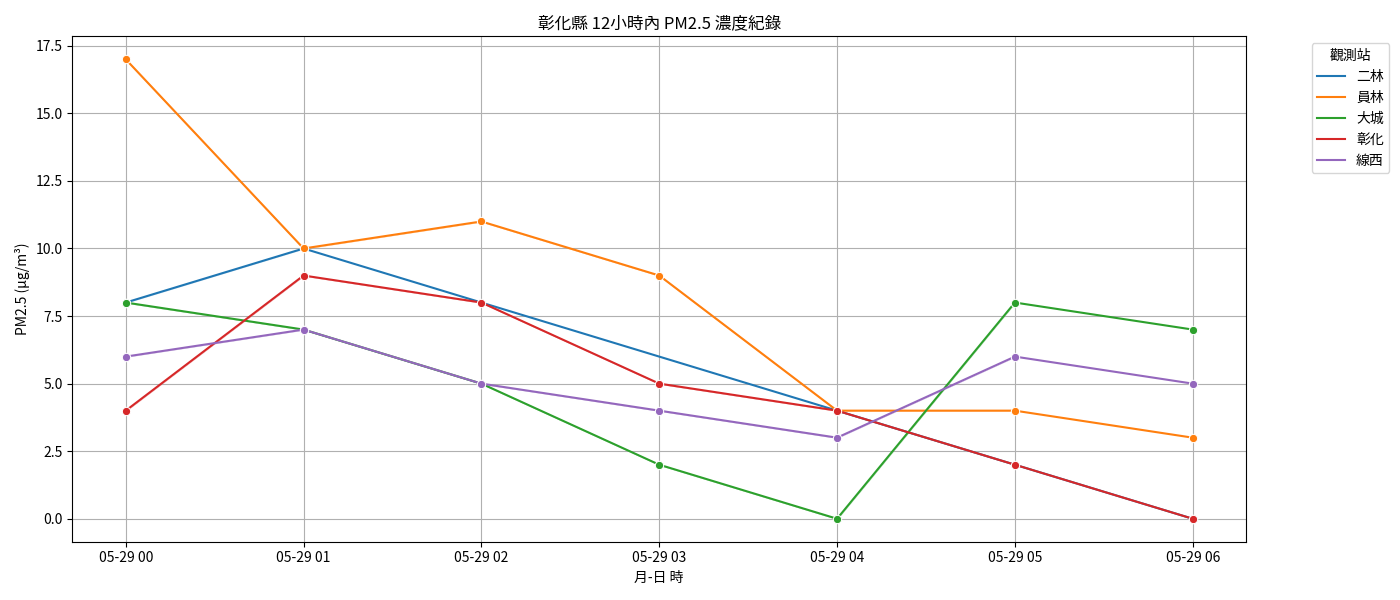 彰化縣 12小時內 PM2.5 濃度紀錄
17.5
15.0
12.5
10.0
7.5
5.0
2.5
0.0
PM2.5 (μg/m³)
05-29 00
05-29 01
05-29 02
05-29 03
05-29 04
05-29 05
05-29 06
月-日 時
觀測站
二林
員林
大城
彰化
線西